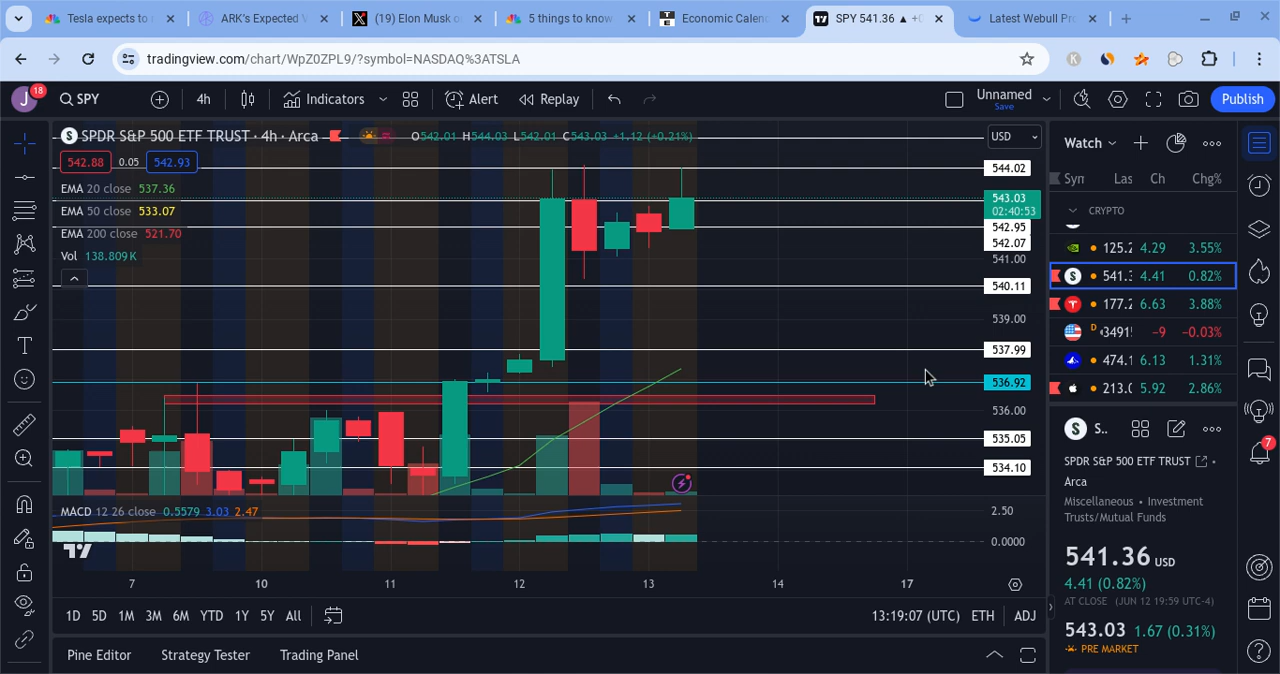 Tesla expects to
ARK's Expected V
(19) Elon Musk o
5 things to know
Economic Calend
SPY 541.36 ▲ +0
Latest Webull Pr
tradingview.com/chart/WpZ0ZPL9/?symbol=NASDAQ%3ATSLA
J 18 SPY 4h Indicators Alert Replay Unnamed Save Publish
SPDR S&P 500 ETF TRUST · 4h · Arca O542.01 H544.03 L542.01 C543.03 +1.12 (+0.21%) USD
542.88 0.05 542.93
EMA 20 close 537.36
EMA 50 close 533.07
EMA 200 close 521.70
Vol 138.809K
544.02
543.03
02:40:53
542.95
542.07
541.00
540.11
539.00
537.99
536.92
536.00
535.05
534.10
MACD 12 26 close 0.5579 3.03 2.47
2.50
0.0000
7 10 11 12 13 14 17
1D 5D 1M 3M 6M YTD 1Y 5Y All 13:19:07 (UTC) ETH ADJ
Pine Editor Strategy Tester Trading Panel
Watch
Syn Las Ch Chg%
CRYPTO
125.2 4.29 3.55%
541.3 4.41 0.82%
177.2 6.63 3.88%
D 3491 −9 −0.03%
474.1 6.13 1.31%
213.0 5.92 2.86%
S..
SPDR S&P 500 ETF TRUST
Arca
Miscellaneous • Investment
Trusts/Mutual Funds
541.36 USD
4.41 (0.82%)
AT CLOSE (JUN 12 19:59 UTC-4)
543.03 1.67 (0.31%)
PRE MARKET
7